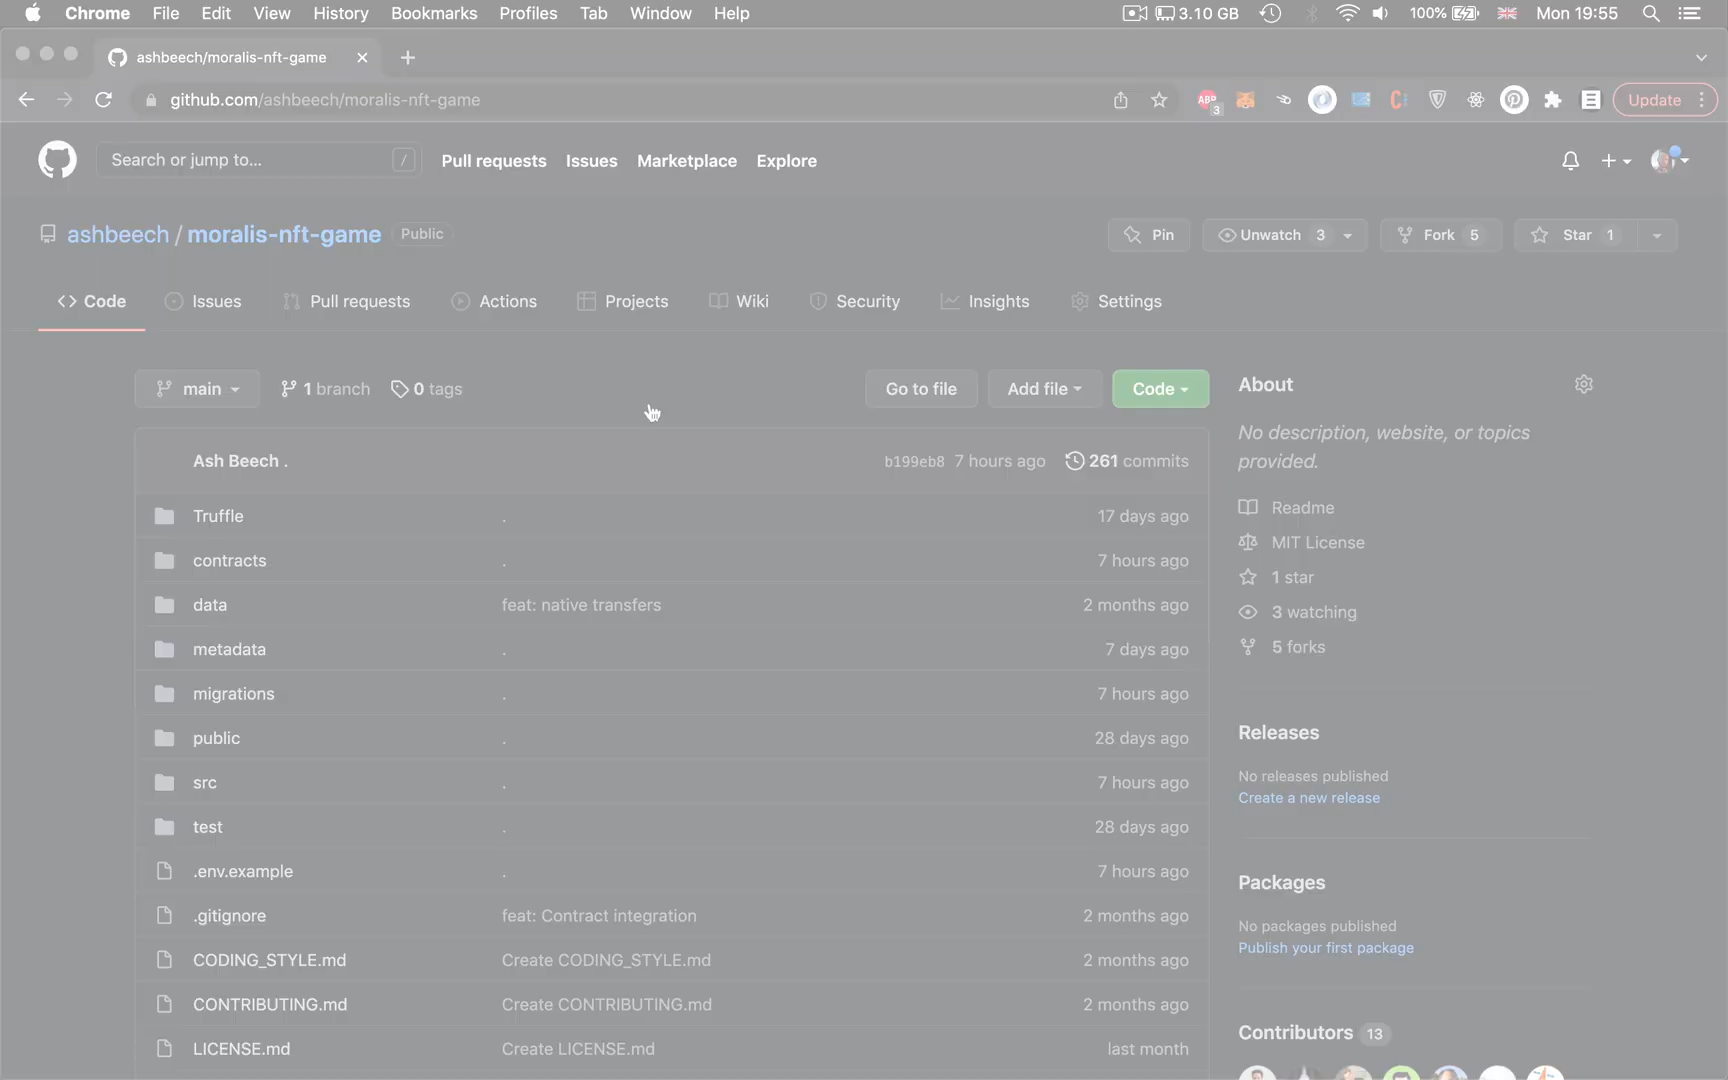 Chrome File Edit View History Bookmarks Profiles Tab Window Help 3.10 GB 100% Mon 19:55
ashbeech/moralis-nft-game
github.com/ashbeech/moralis-nft-game ABP 3 Update
Search or jump to... / Pull requests Issues Marketplace Explore
ashbeech / moralis-nft-game Public Pin Unwatch 3 Fork 5 Star 1
Code Issues Pull requests Actions Projects Wiki Security Insights Settings
main 1 branch 0 tags Go to file Add file Code
About
No description, website, or topics
provided.
Ash Beech . b199eb8 7 hours ago 261 commits
Readme
MIT License
1 star
3 watching
5 forks
Truffle . 17 days ago
contracts . 7 hours ago
data feat: native transfers 2 months ago
metadata . 7 days ago
migrations . 7 hours ago
public . 28 days ago
src . 7 hours ago
test . 28 days ago
.env.example . 7 hours ago
.gitignore feat: Contract integration 2 months ago
CODING_STYLE.md Create CODING_STYLE.md 2 months ago
CONTRIBUTING.md Create CONTRIBUTING.md 2 months ago
LICENSE.md Create LICENSE.md last month
Releases
No releases published
Create a new release
Packages
No packages published
Publish your first package
Contributors 13